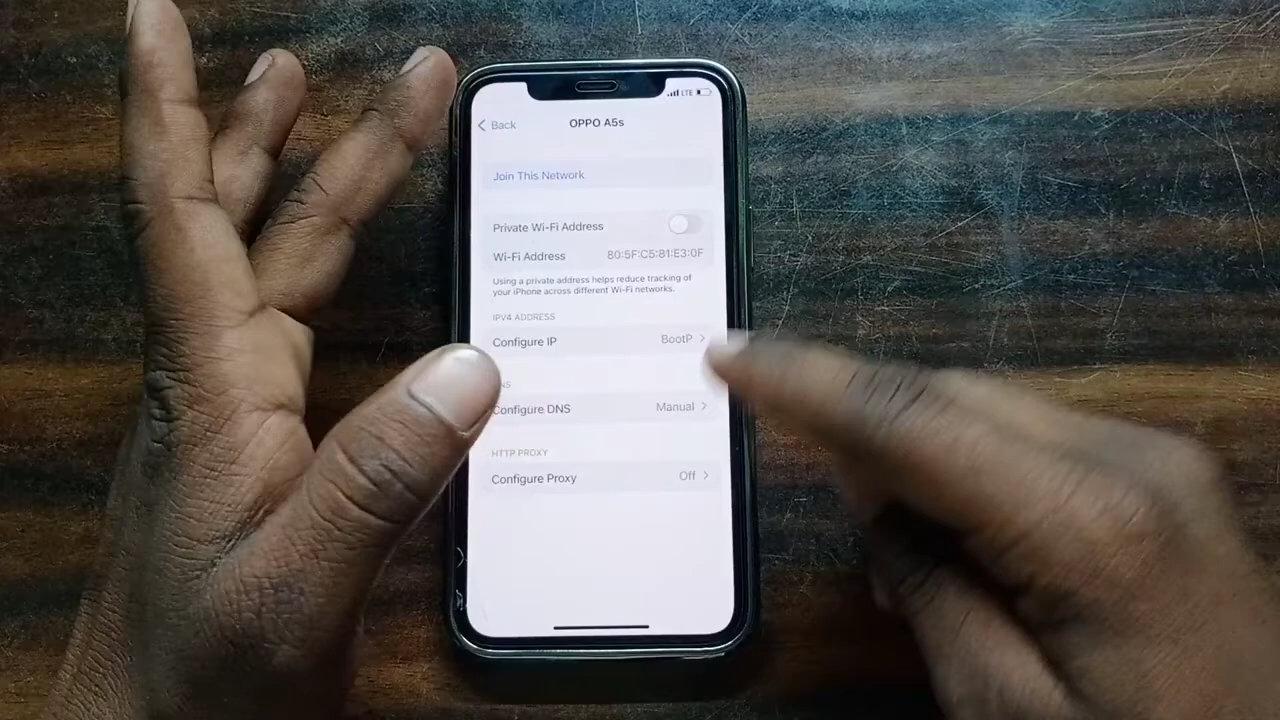 LTE
Back
OPPO A5s
Join This Network
Private Wi-Fi Address
Wi-Fi Address 80:5F:C5:81:E3:0F
Using a private address helps reduce tracking of
your iPhone across different Wi-Fi networks.
IPV4 ADDRESS
Configure IP BootP
NS
Configure DNS Manual
HTTP PROXY
Configure Proxy Off